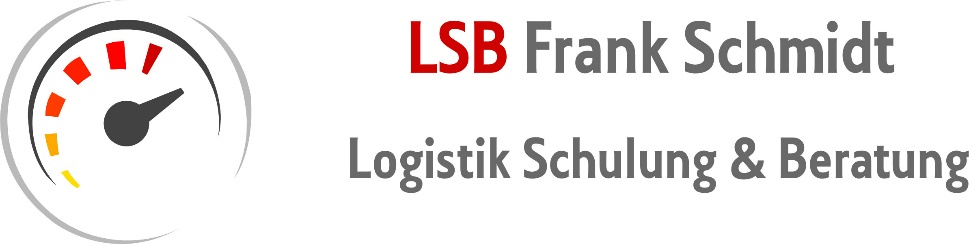 LSB Frank Schmidt
Logistik Schulung & Beratung